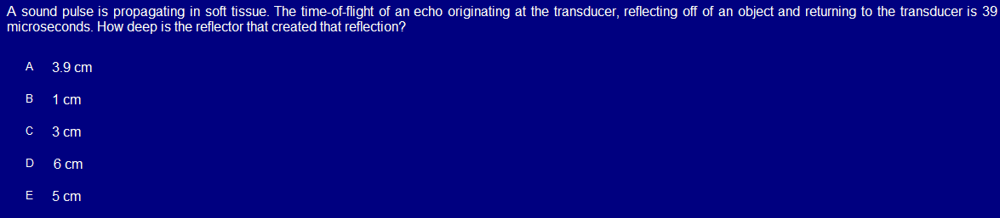 A sound pulse is propagating in soft tissue. The time-of-flight of an echo originating at the transducer, reflecting off of an object and returning to the transducer is 39
microseconds. How deep is the reflector that created that reflection?
A 3.9 cm
B 1 cm
C 3 cm
D 6 cm
E 5 cm